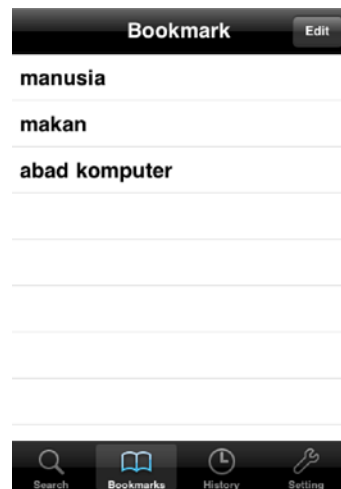 Bookmark Edit
manusia
makan
abad komputer
Search Bookmarks History Setting